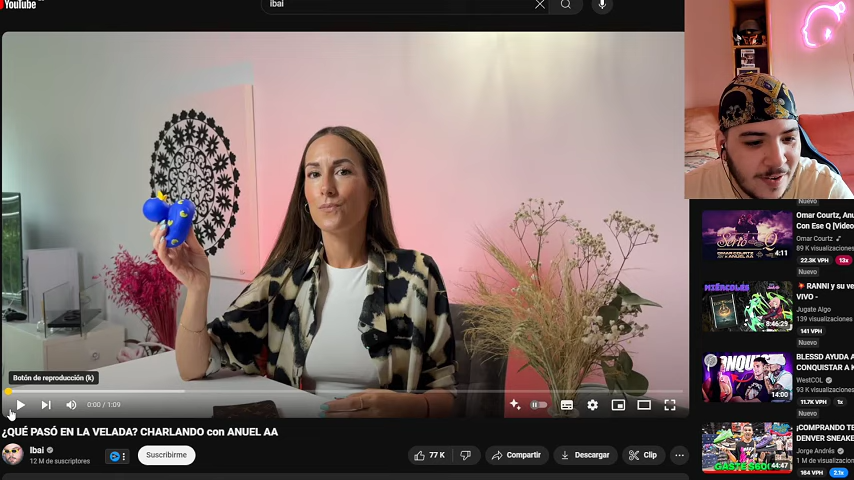 YouTube
ibai
Botón de reproducción (k)
0:00 / 1:09
¿QUÉ PASÓ EN LA VELADA? CHARLANDO con ANUEL AA
Ibai
12 M de suscriptores
Suscribirme
77 K
Compartir
Descargar
Clip
Nuevo
Omar Courtz, Anu
Con Ese Q [Video
Omar Courtz
89 K visualizaciones
22.3K VPH
13x
4:11
Nuevo
MIÉRCOLES
RANNI y su ve
VIVO -
Jugate Algo
139 visualizaciones
141 VPH
8:46:29
Nuevo
BLESSD AYUDA A
CONQUISTAR A K
WestCOL
93 K visualizaciones
11.7K VPH
1x
14:00
Nuevo
¡COMPRANDO TE
DENVER SNEAKE
Jorge Andrés
1 M de visualizacion
164 VPH
2.1x
44:47